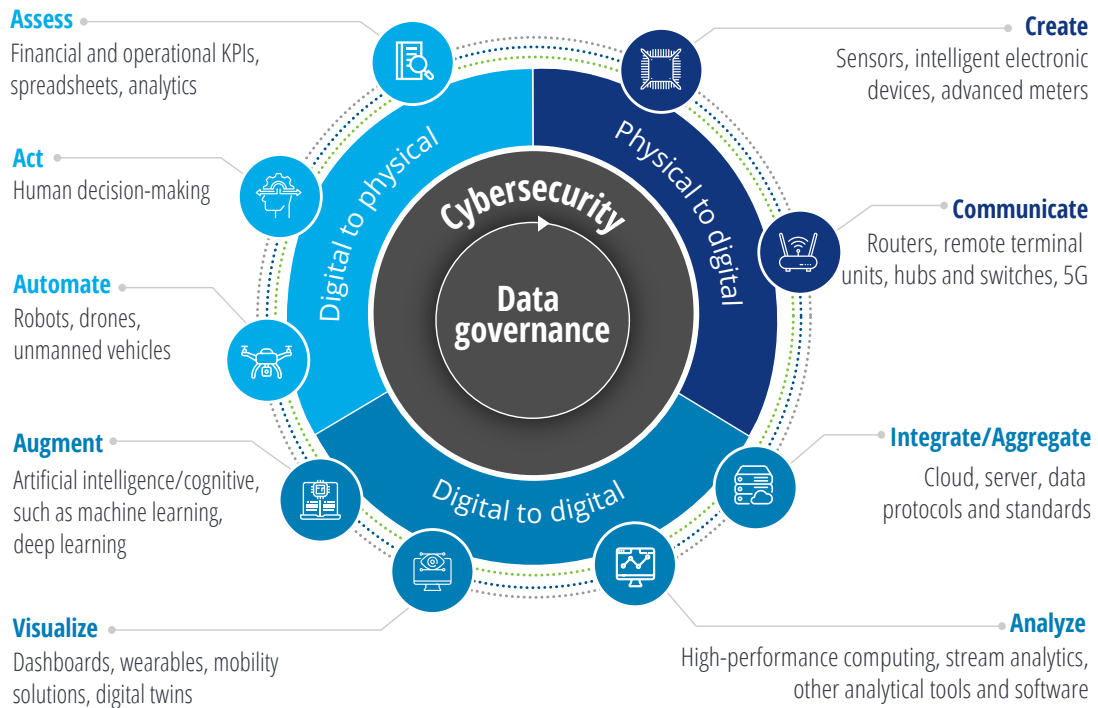 Assess
Financial and operational KPIs,
spreadsheets, analytics
Act
Human decision-making
Automate
Robots, drones,
unmanned vehicles
Augment
Artificial intelligence/cognitive,
such as machine learning,
deep learning
Visualize
Dashboards, wearables, mobility
solutions, digital twins
Digital to physical
Physical to digital
Digital to digital
Cybersecurity
Data
governance
Create
Sensors, intelligent electronic
devices, advanced meters
Communicate
Routers, remote terminal
units, hubs and switches, 5G
Integrate/Aggregate
Cloud, server, data
protocols and standards
Analyze
High-performance computing, stream analytics,
other analytical tools and software